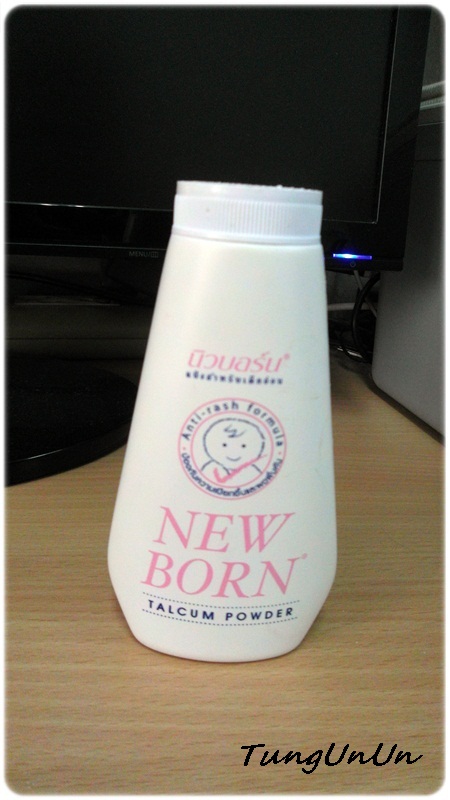 MENU
นิวบอร์น®
แป้งสำหรับเด็กอ่อน
Anti-rash formula
NEW
BORN®
TALCUM POWDER
TungUnUn